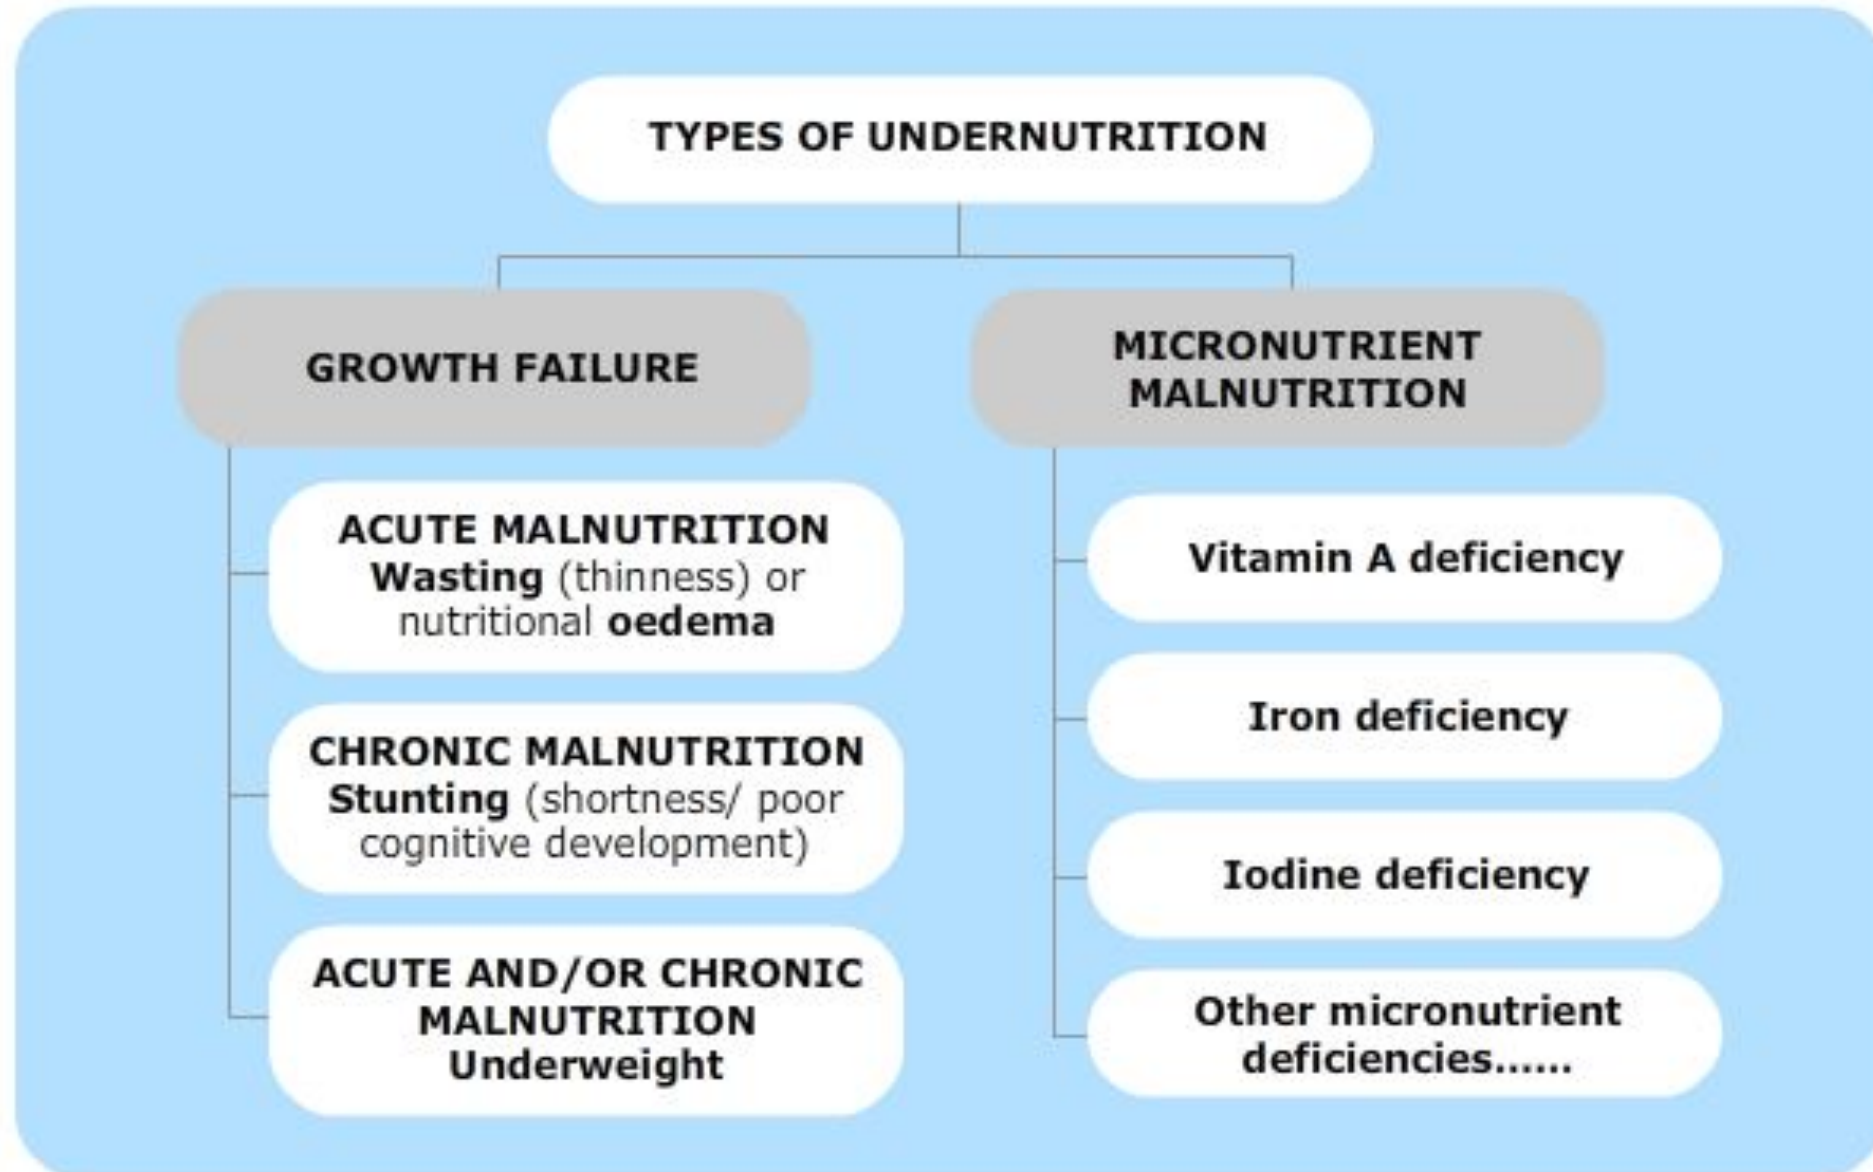 TYPES OF UNDERNUTRITION
GROWTH FAILURE
ACUTE MALNUTRITION
Wasting (thinness) or
nutritional oedema
CHRONIC MALNUTRITION
Stunting (shortness/ poor
cognitive development)
ACUTE AND/OR CHRONIC
MALNUTRITION
Underweight
MICRONUTRIENT
MALNUTRITION
Vitamin A deficiency
Iron deficiency
Iodine deficiency
Other micronutrient
deficiencies......